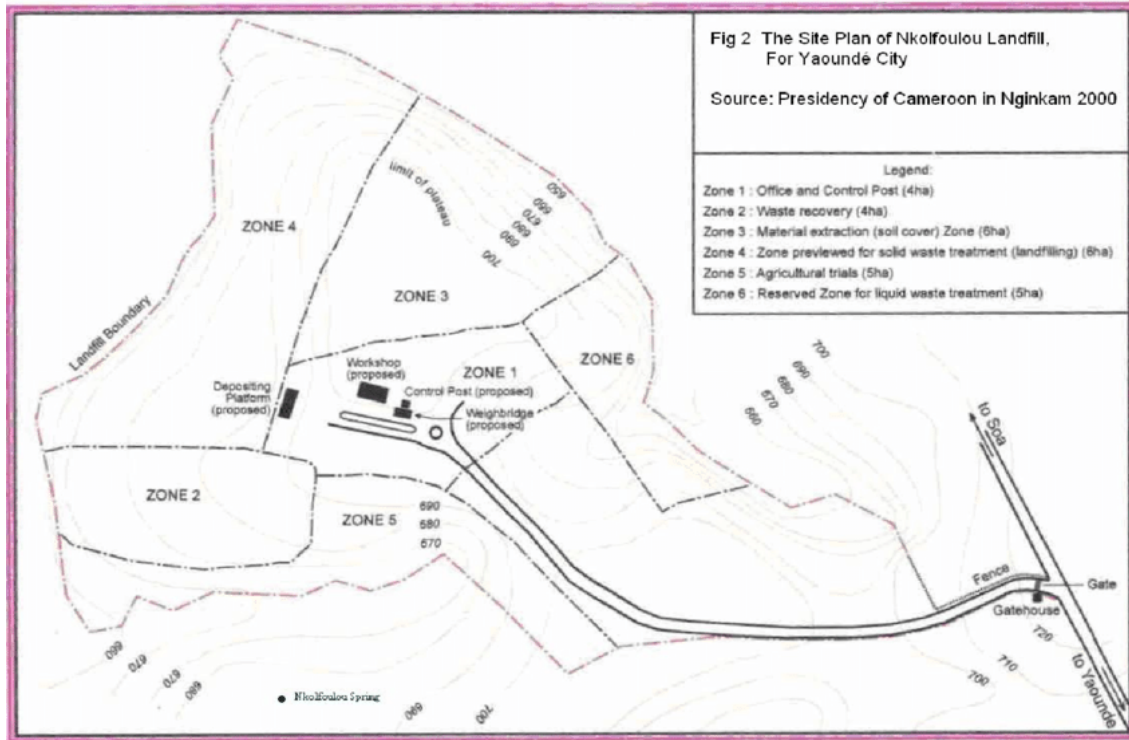 Fig 2 The Site Plan of Nkolfoulou Landfill,
For Yaoundé City
Source: Presidency of Cameroon in Nginkam 2000
Legend:
Zone 1 : Office and Control Post (4ha)
Zone 2 : Waste recovery (4ha)
Zone 3 : Material extraction (soil cover) Zone (6ha)
Zone 4 : Zone previewed for solid waste treatment (landfilling) (6ha)
Zone 5 : Agricultural trials (5ha)
Zone 6 : Reserved Zone for liquid waste treatment (5ha)
limit of plateau
650
660
670
680
690
700
ZONE 4
ZONE 3
Landfill Boundary
ZONE 6
700
690
680
670
660
Workshop
(proposed)
ZONE 1
Control Post (proposed)
Depositing
Platform
(proposed)
Weighbridge
(proposed)
to Soa
ZONE 2
ZONE 5
690
680
670
Fence
Gate
Gatehouse
720
710
700
to Yaounde
660
670
670
680
Nkolfoulou Spring
690
700